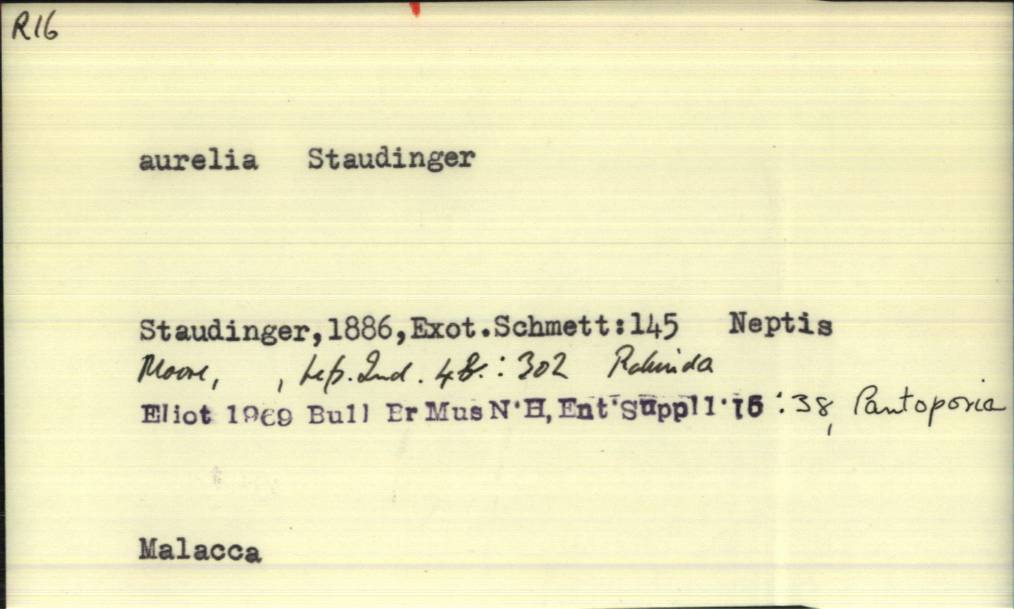 R16
aurelia Staudinger
Staudinger,1886,Exot.Schmett:145 Neptis
Moore, , Lep. Ind. 4 : 302 Rahinda
Eliot 1969 Bull Br Mus N.H, Ent Suppl 15 : 38, Pantoporia
Malacca